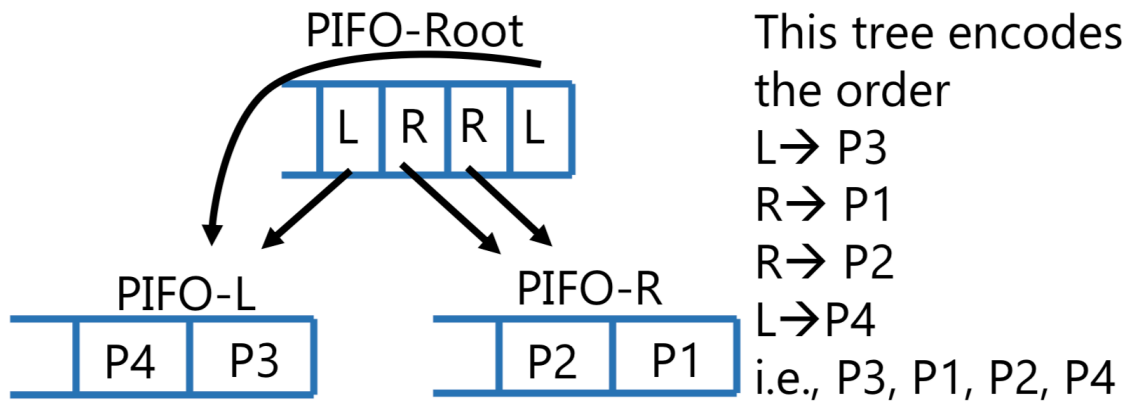 PIFO-Root
L R R L
PIFO-L
P4 P3
PIFO-R
P2 P1
This tree encodes
the order
L→ P3
R→ P1
R→ P2
L→P4
i.e., P3, P1, P2, P4